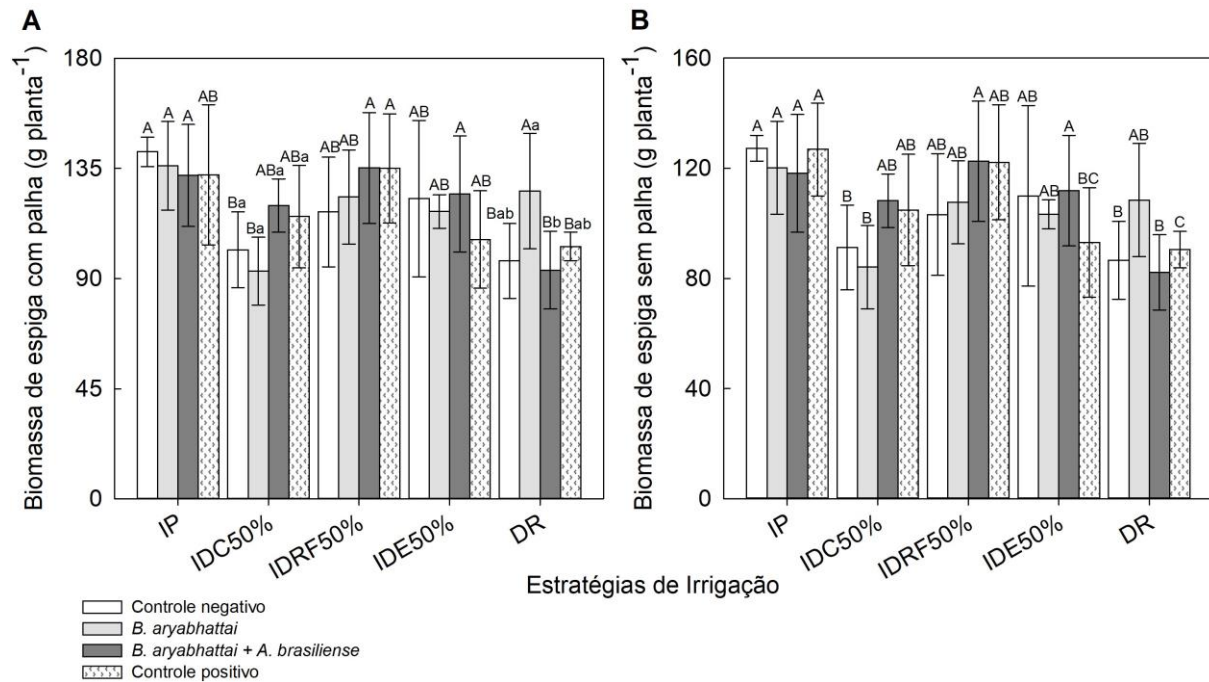 A
Biomassa de espiga com palha (g planta-1)
180
135
90
45
0
A A A AB
Ba Ba ABa ABa
AB AB A A
AB AB A AB
Bab Aa Bb Bab
IP IDC50% IDRF50% IDE50% DR
B
Biomassa de espiga sem palha (g planta-1)
160
120
80
40
0
A A A A
B B AB AB
AB AB A AB
AB AB A BC
B AB B C
IP IDC50% IDRF50% IDE50% DR
Estratégias de Irrigação
Controle negativo
B. aryabhattai
B. aryabhattai + A. brasiliense
Controle positivo